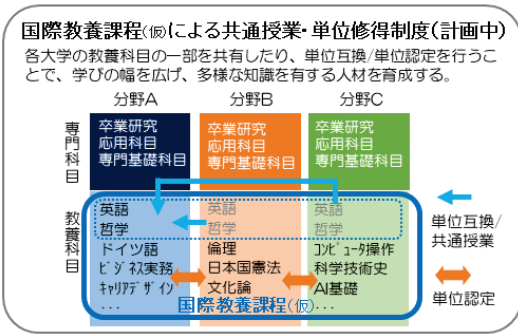 国際教養課程(仮)による共通授業・単位修得制度(計画中)
各大学の教養科目の一部を共有したり、単位互換/単位認定を行うこ
とで、学びの幅を広げ、多様な知識を有する人材を育成する。
分野A 分野B 分野C
専門科目
卒業研究 卒業研究 卒業研究
応用科目 応用科目 応用科目
専門基礎科目 専門基礎科目 専門基礎科目
教養科目
英語 英語 英語
哲学 哲学 哲学
ドイツ語 倫理 コンピュータ操作
ビジネス実務 日本国憲法 科学技術史
キャリアデザイン 文化論 AI基礎
... ...
国際教養課程(仮)
単位互換/
共通授業
単位認定